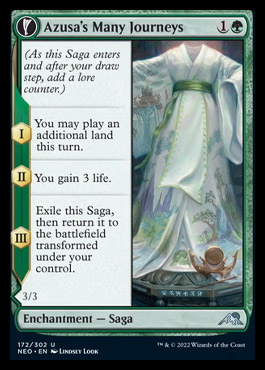 Azusa's Many Journeys 1
(As this Saga enters
and after your draw
step, add a lore
counter.)
I
You may play an
additional land
this turn.
II
You gain 3 life.
III
Exile this Saga,
then return it to
the battlefield
transformed
under your
control.
3/3
Enchantment — Saga
172/302 U
NEO • EN LINDSEY LOOK
™ & © 2022 Wizards of the Coast